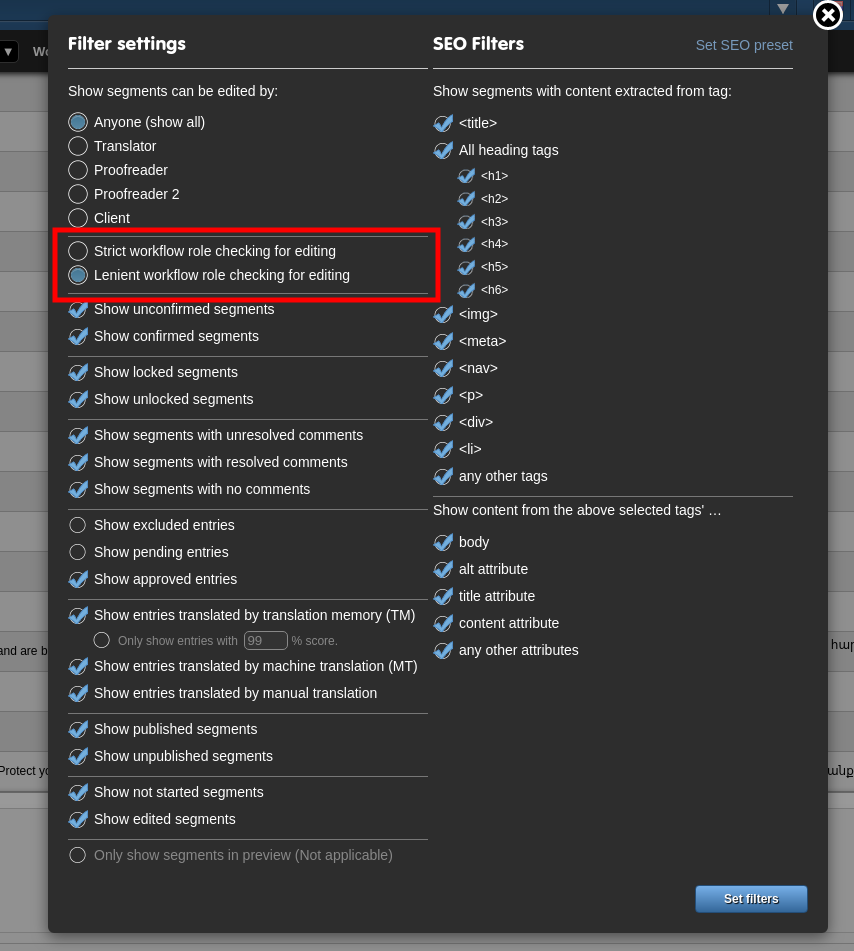 Wo
Filter settings
Show segments can be edited by:
Anyone (show all)
Translator
Proofreader
Proofreader 2
Client
Strict workflow role checking for editing
Lenient workflow role checking for editing
Show unconfirmed segments
Show confirmed segments
Show locked segments
Show unlocked segments
Show segments with unresolved comments
Show segments with resolved comments
Show segments with no comments
Show excluded entries
Show pending entries
Show approved entries
Show entries translated by translation memory (TM)
Only show entries with 99 % score.
Show entries translated by machine translation (MT)
Show entries translated by manual translation
Show published segments
Show unpublished segments
Show not started segments
Show edited segments
Only show segments in preview (Not applicable)
SEO Filters
Set SEO preset
Show segments with content extracted from tag:
<title>
All heading tags
<h1>
<h2>
<h3>
<h4>
<h5>
<h6>
<img>
<meta>
<nav>
<p>
<div>
<li>
any other tags
Show content from the above selected tags' …
body
alt attribute
title attribute
content attribute
any other attributes
Set filters
and are b
հար
Protect yo
անք